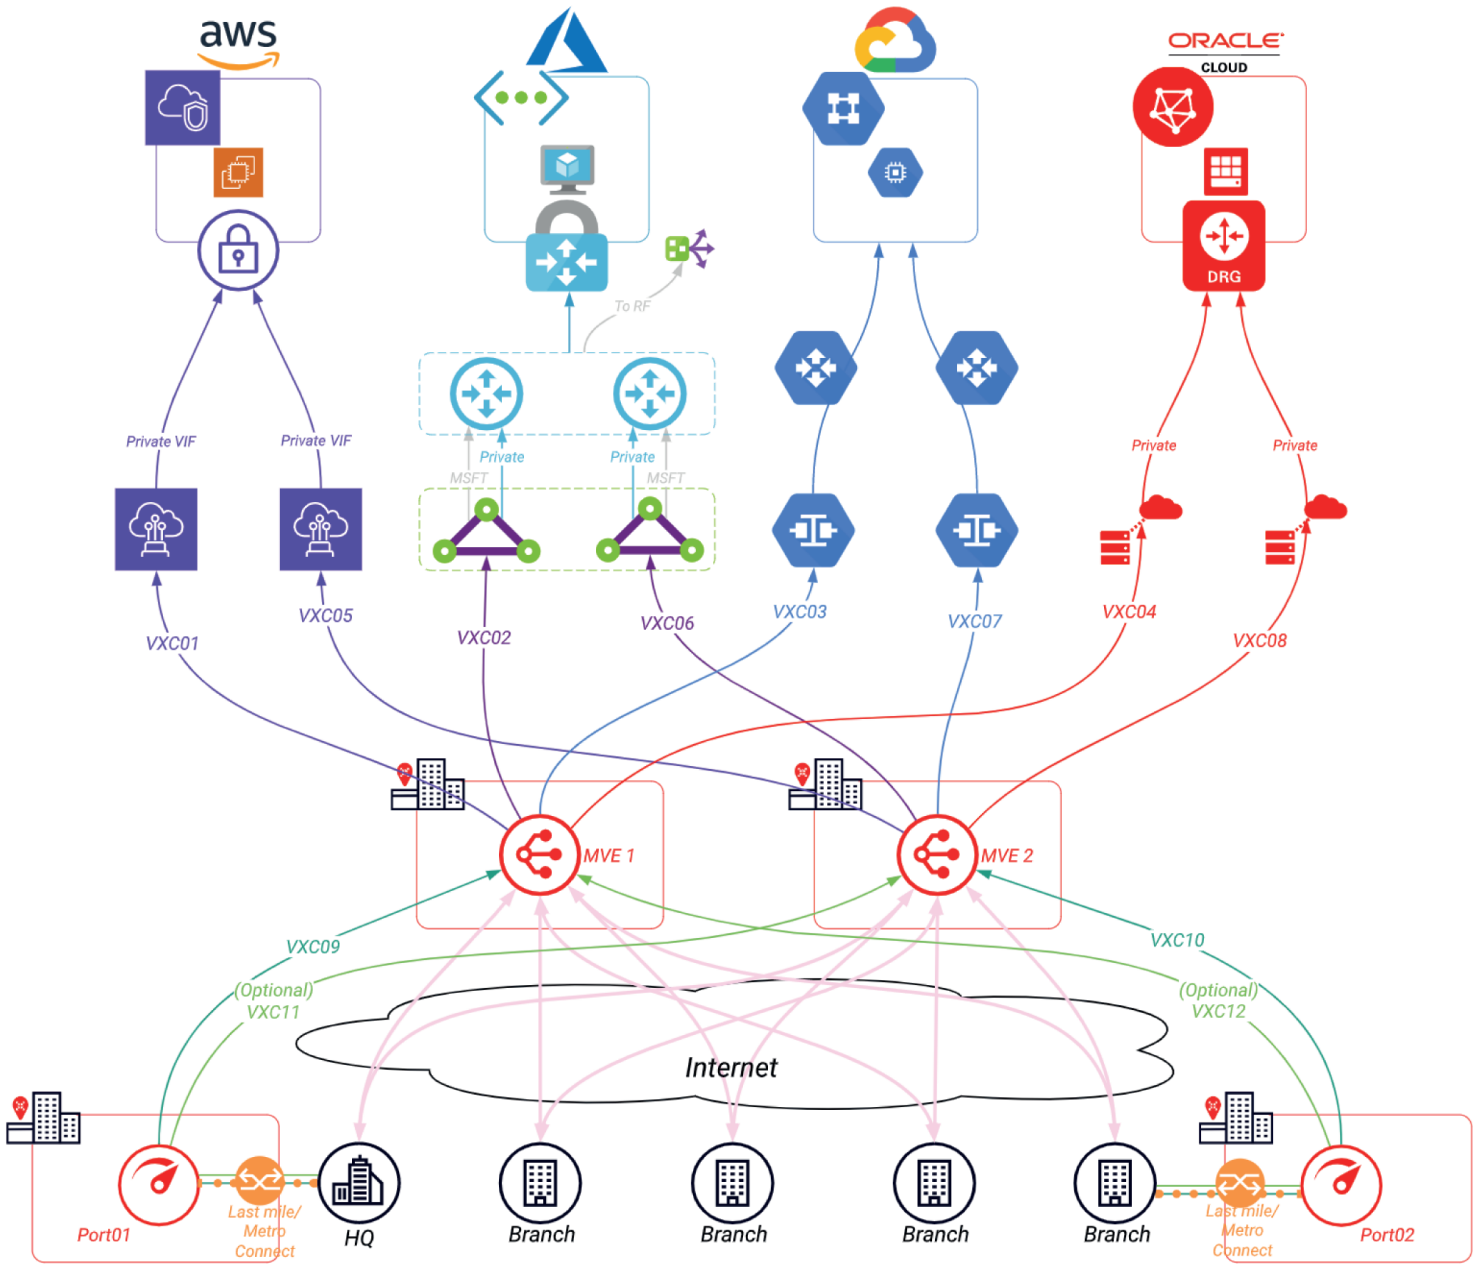 aws
ORACLE
CLOUD
To RF
DRG
Private VIF
Private VIF
Private
Private
MSFT
MSFT
Private
Private
VXC01
VXC05
VXC02
VXC06
VXC03
VXC07
VXC04
VXC08
MVE 1
MVE 2
VXC09
VXC10
(Optional)
VXC11
(Optional)
VXC12
Internet
Port01
Last mile/
Metro
Connect
HQ
Branch
Branch
Branch
Branch
Last mile/
Metro
Connect
Port02